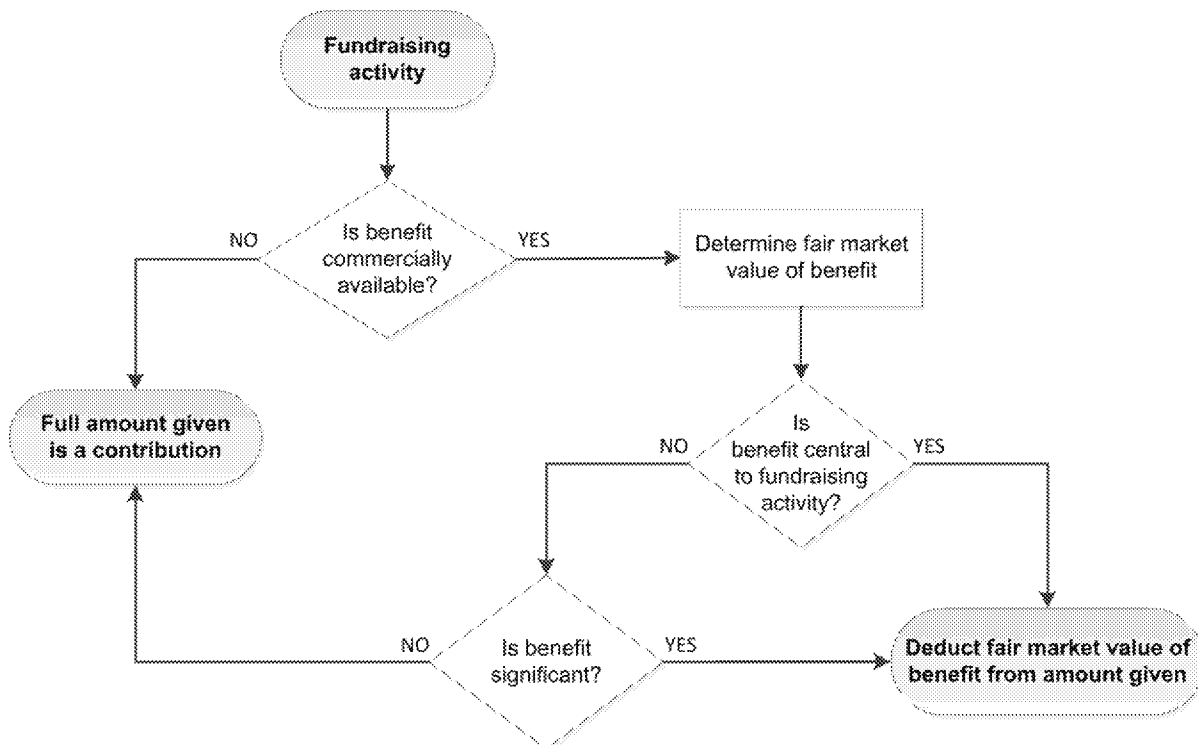 Fundraising
activity
Is benefit
commercially
available?
NO
YES
Determine fair market
value of benefit
Full amount given
is a contribution
Is
benefit central
to fundraising
activity?
NO
YES
Is benefit
significant?
NO
YES
Deduct fair market value of
benefit from amount given